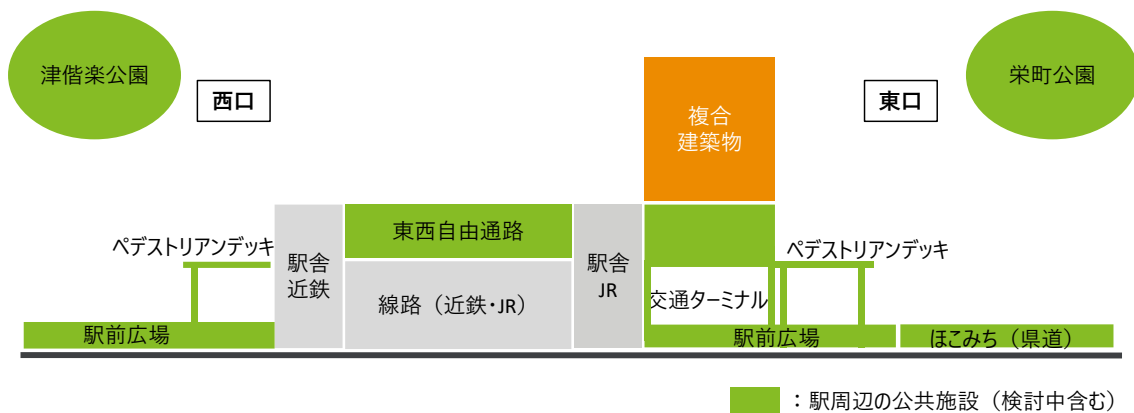 津偕楽公園
西口
複合
建築物
東口
栄町公園
ペデストリアンデッキ
駅舎
近鉄
東西自由通路
線路（近鉄・JR）
駅舎
JR
交通ターミナル
ペデストリアンデッキ
駅前広場
駅前広場
ほこみち（県道）
：駅周辺の公共施設（検討中含む）